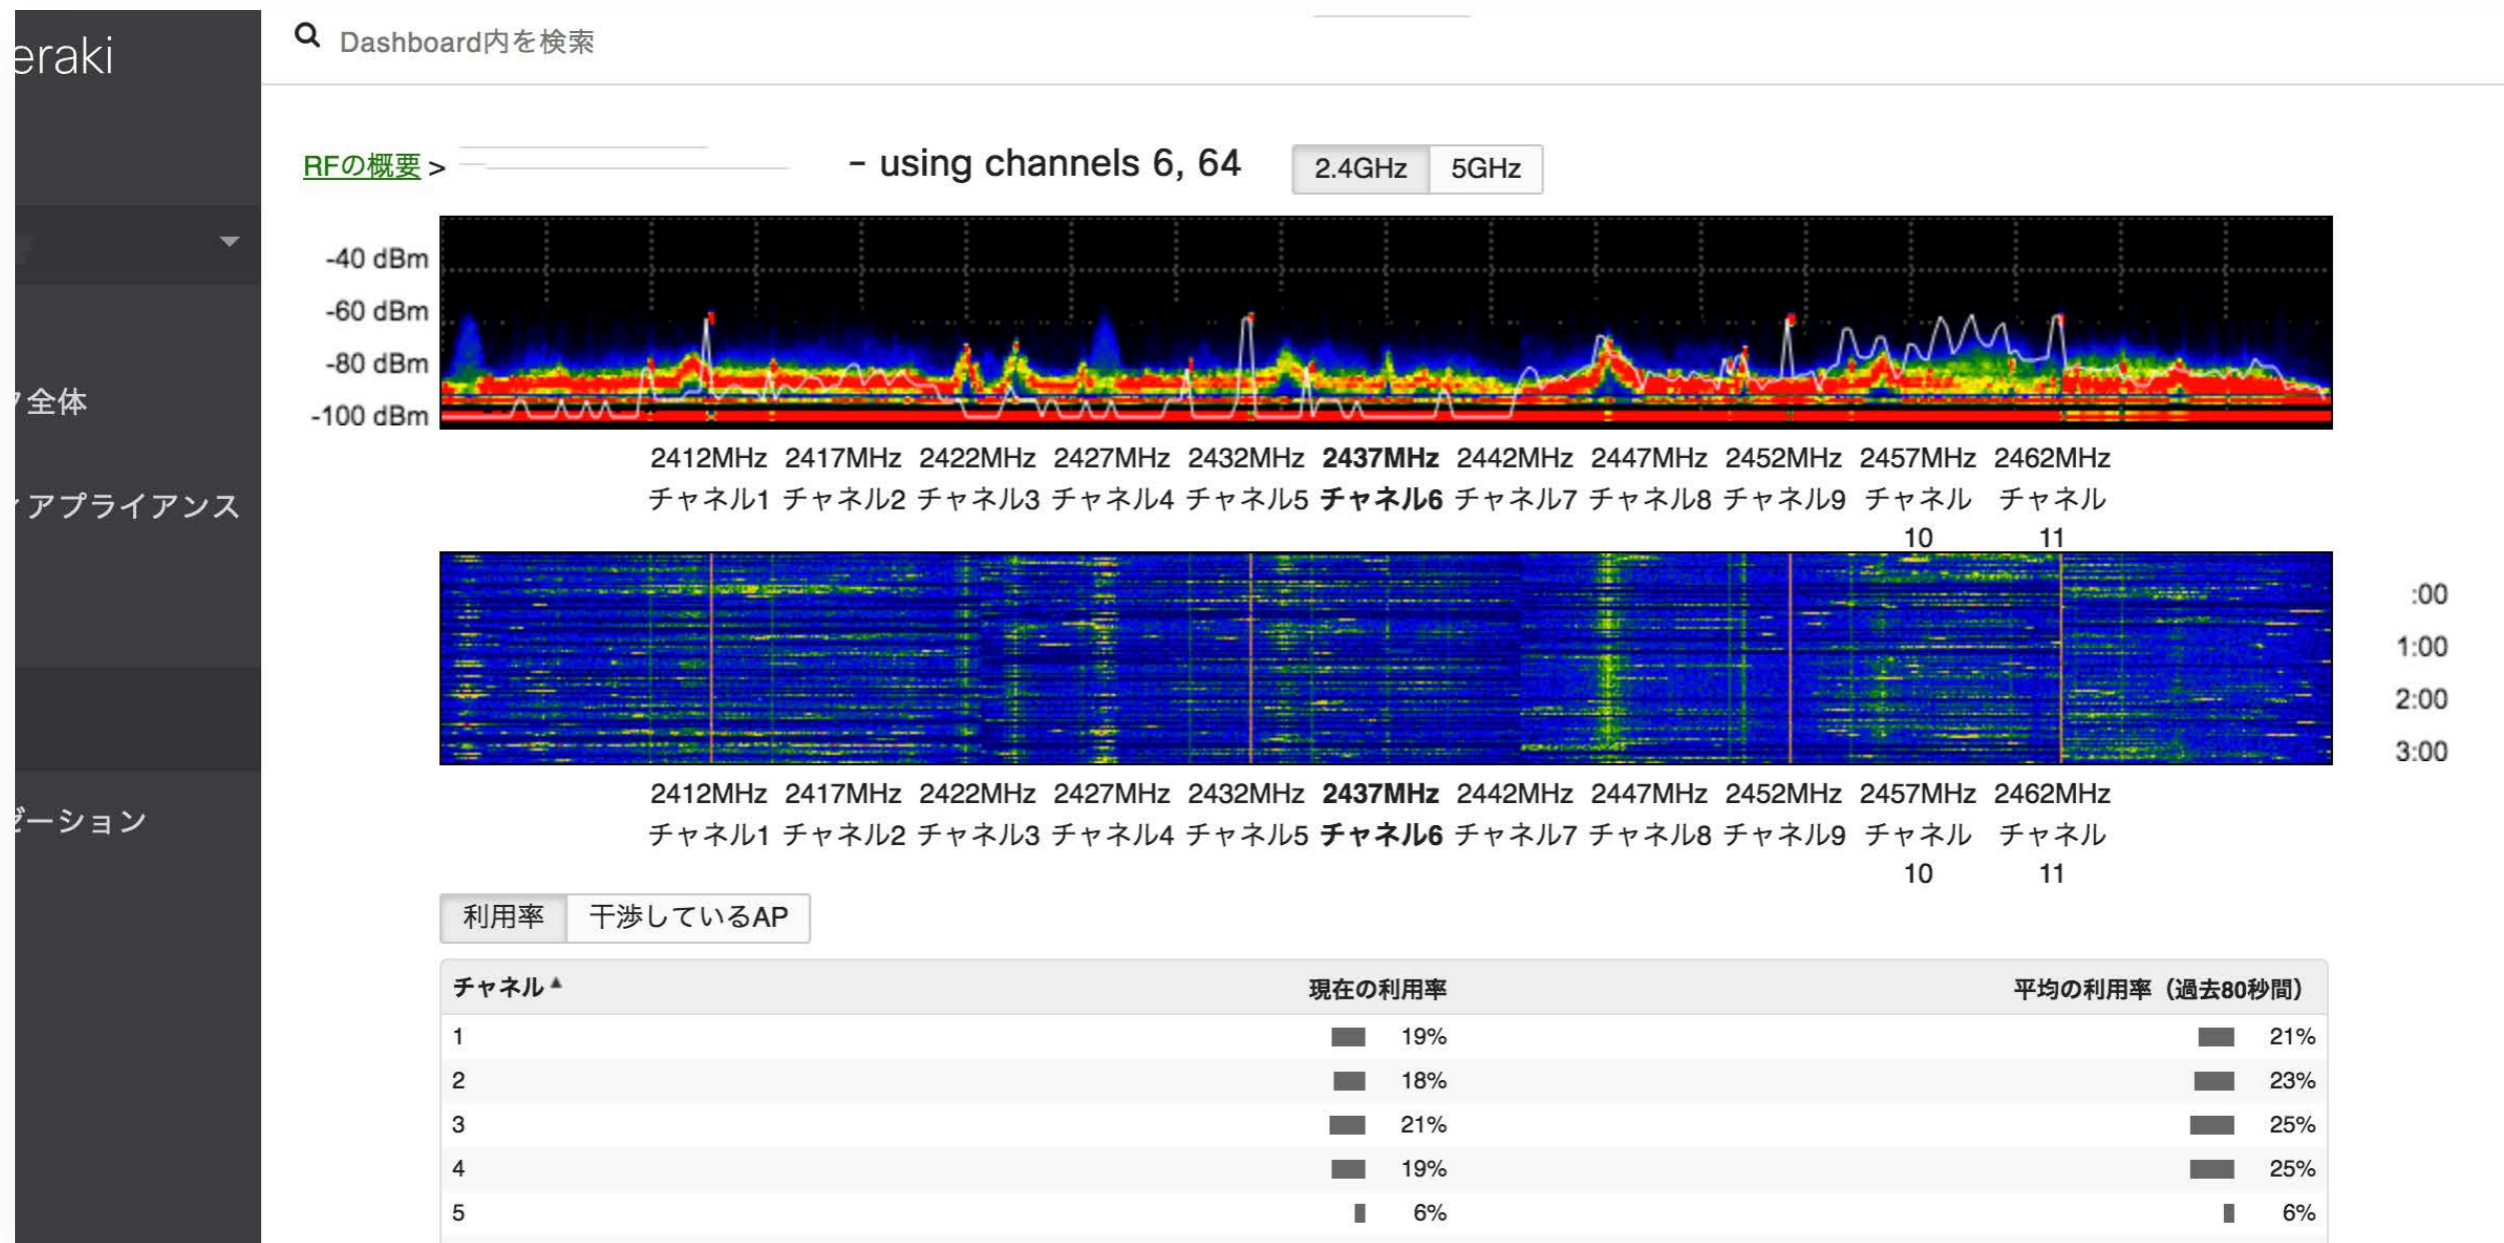 eraki
Dashboard内を検索
RFの概要 > - using channels 6, 64 2.4GHz 5GHz
-40 dBm
-60 dBm
-80 dBm
-100 dBm
全体
アプライアンス
ーション
2412MHz 2417MHz 2422MHz 2427MHz 2432MHz 2437MHz 2442MHz 2447MHz 2452MHz 2457MHz 2462MHz
チャネル1 チャネル2 チャネル3 チャネル4 チャネル5 チャネル6 チャネル7 チャネル8 チャネル9 チャネル チャネル
10 11
:00
1:00
2:00
3:00
2412MHz 2417MHz 2422MHz 2427MHz 2432MHz 2437MHz 2442MHz 2447MHz 2452MHz 2457MHz 2462MHz
チャネル1 チャネル2 チャネル3 チャネル4 チャネル5 チャネル6 チャネル7 チャネル8 チャネル9 チャネル チャネル
10 11
利用率 干渉しているAP
チャネル▲ 現在の利用率 平均の利用率（過去80秒間）
1 19% 21%
2 18% 23%
3 21% 25%
4 19% 25%
5 6% 6%